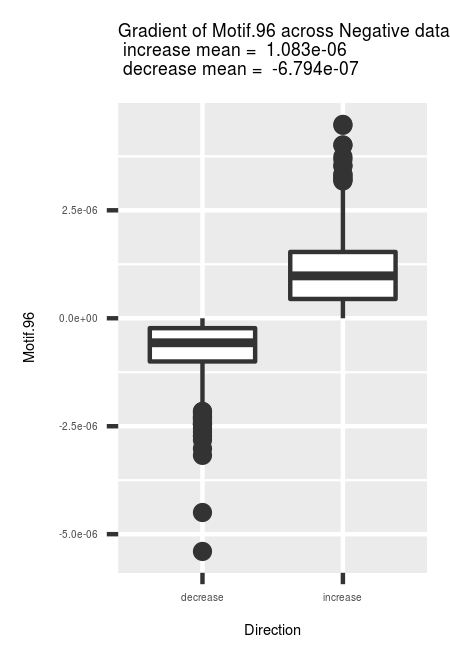 Gradient of Motif.96 across Negative data
increase mean =  1.083e-06
decrease mean =  -6.794e-07
Motif.96
2.5e-06
0.0e+00
-2.5e-06
-5.0e-06
decrease
increase
Direction